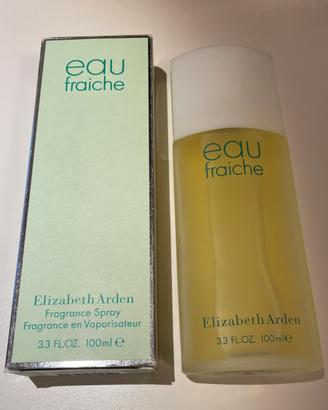 eau
fraiche
Elizabeth Arden
Fragrance Spray
Fragrance en Vaporisateur
3.3 FL.OZ. 100ml℮
eau
fraiche
Elizabeth Arden
3.3 FL.OZ. 100ml℮